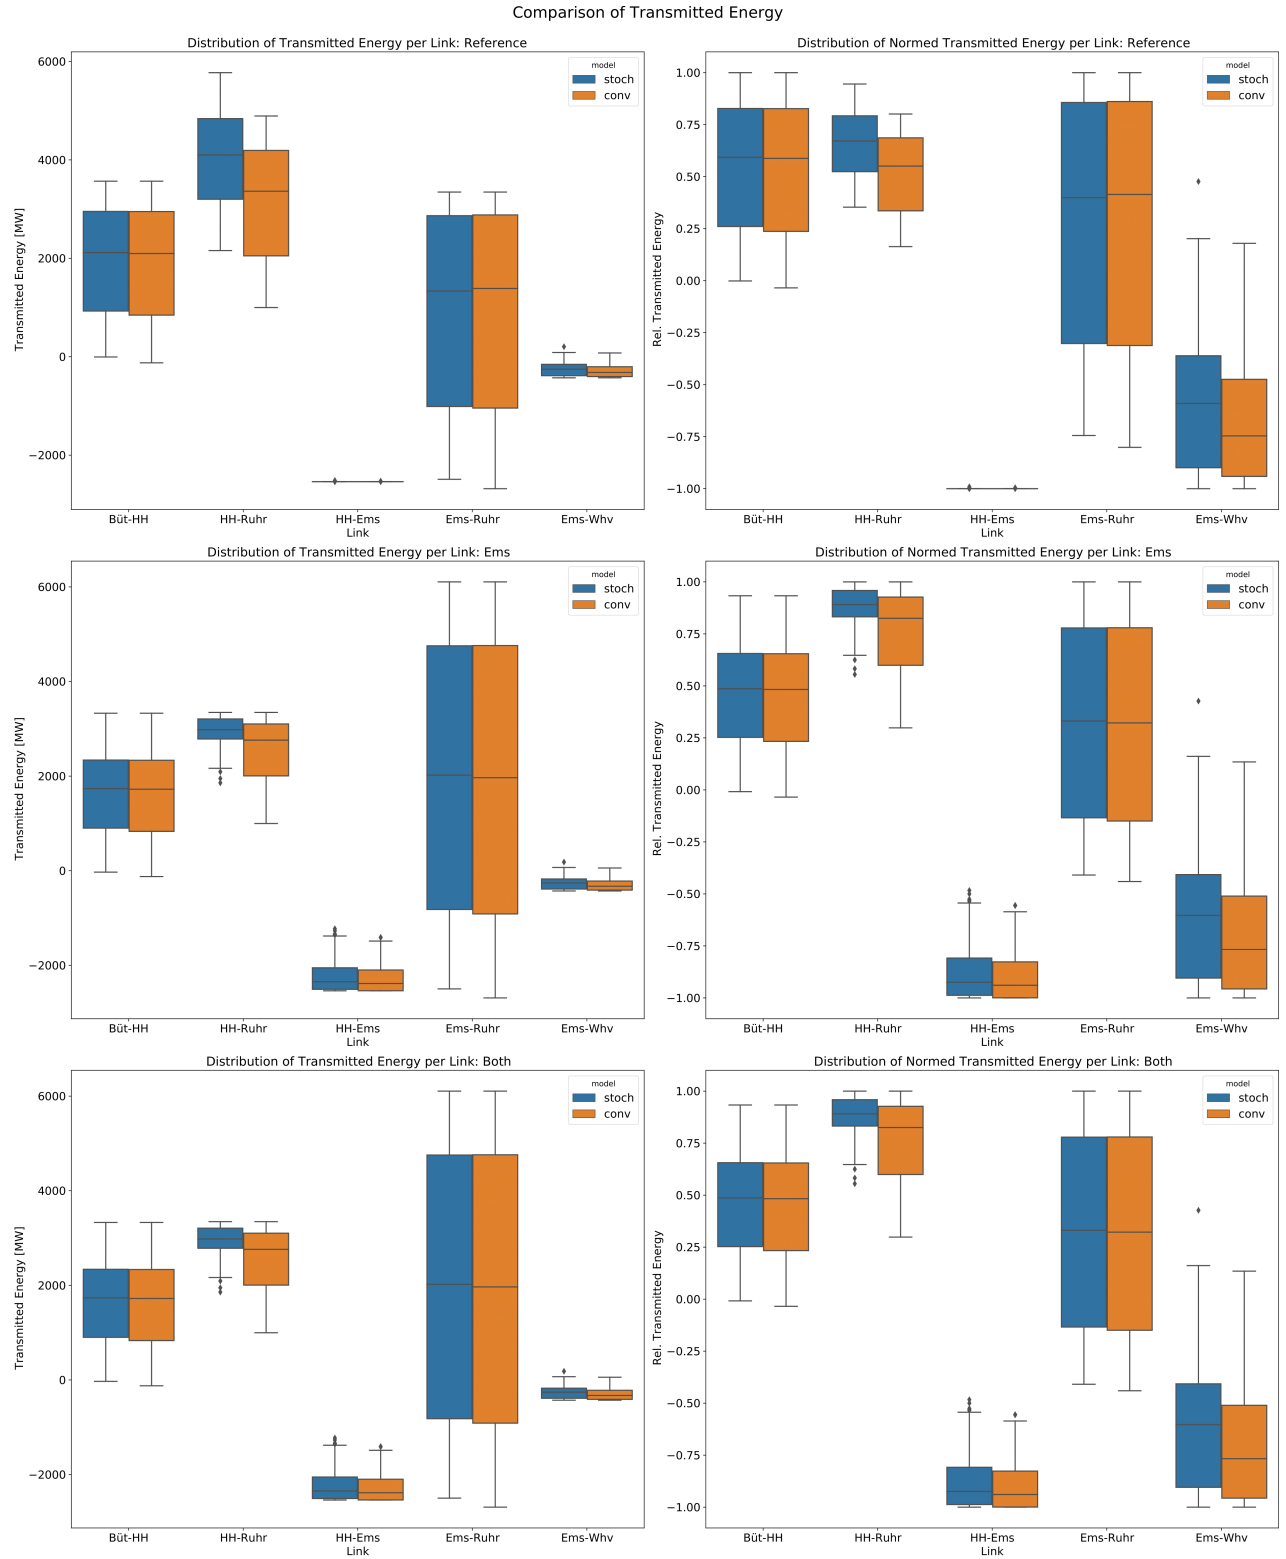 Comparison of Transmitted Energy
Distribution of Transmitted Energy per Link: Reference
Transmitted Energy [MW]
6000
4000
2000
0
−2000
model
stoch
conv
Büt-HH HH-Ruhr HH-Ems Ems-Ruhr Ems-Whv
Link
Distribution of Normed Transmitted Energy per Link: Reference
Rel. Transmitted Energy
1.00
0.75
0.50
0.25
0.00
−0.25
−0.50
−0.75
−1.00
model
stoch
conv
Büt-HH HH-Ruhr HH-Ems Ems-Ruhr Ems-Whv
Link
Distribution of Transmitted Energy per Link: Ems
Transmitted Energy [MW]
6000
4000
2000
0
−2000
model
stoch
conv
Büt-HH HH-Ruhr HH-Ems Ems-Ruhr Ems-Whv
Link
Distribution of Normed Transmitted Energy per Link: Ems
Rel. Transmitted Energy
1.00
0.75
0.50
0.25
0.00
−0.25
−0.50
−0.75
−1.00
model
stoch
conv
Büt-HH HH-Ruhr HH-Ems Ems-Ruhr Ems-Whv
Link
Distribution of Transmitted Energy per Link: Both
Transmitted Energy [MW]
6000
4000
2000
0
−2000
model
stoch
conv
Büt-HH HH-Ruhr HH-Ems Ems-Ruhr Ems-Whv
Link
Distribution of Normed Transmitted Energy per Link: Both
Rel. Transmitted Energy
1.00
0.75
0.50
0.25
0.00
−0.25
−0.50
−0.75
−1.00
model
stoch
conv
Büt-HH HH-Ruhr HH-Ems Ems-Ruhr Ems-Whv
Link